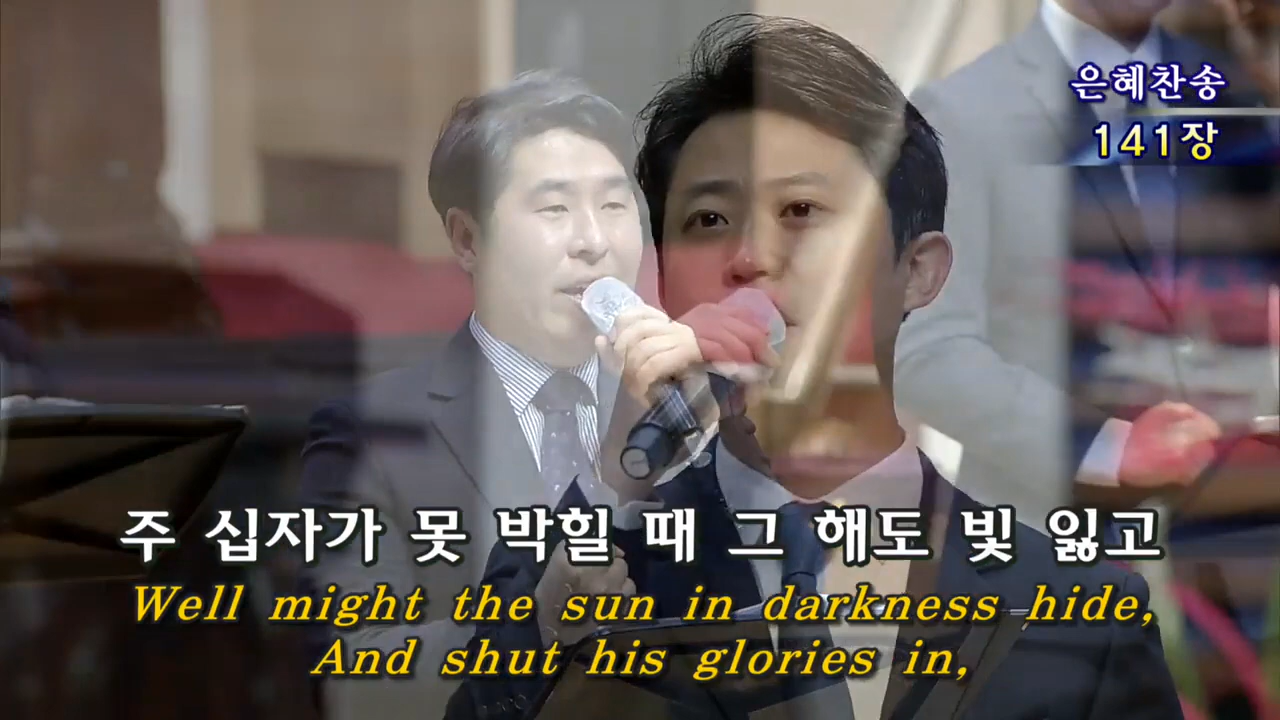 은혜찬송
141장
주 십자가 못 박힐 때 그 해도 빛 잃고
Well might the sun in darkness hide,
And shut his glories in,